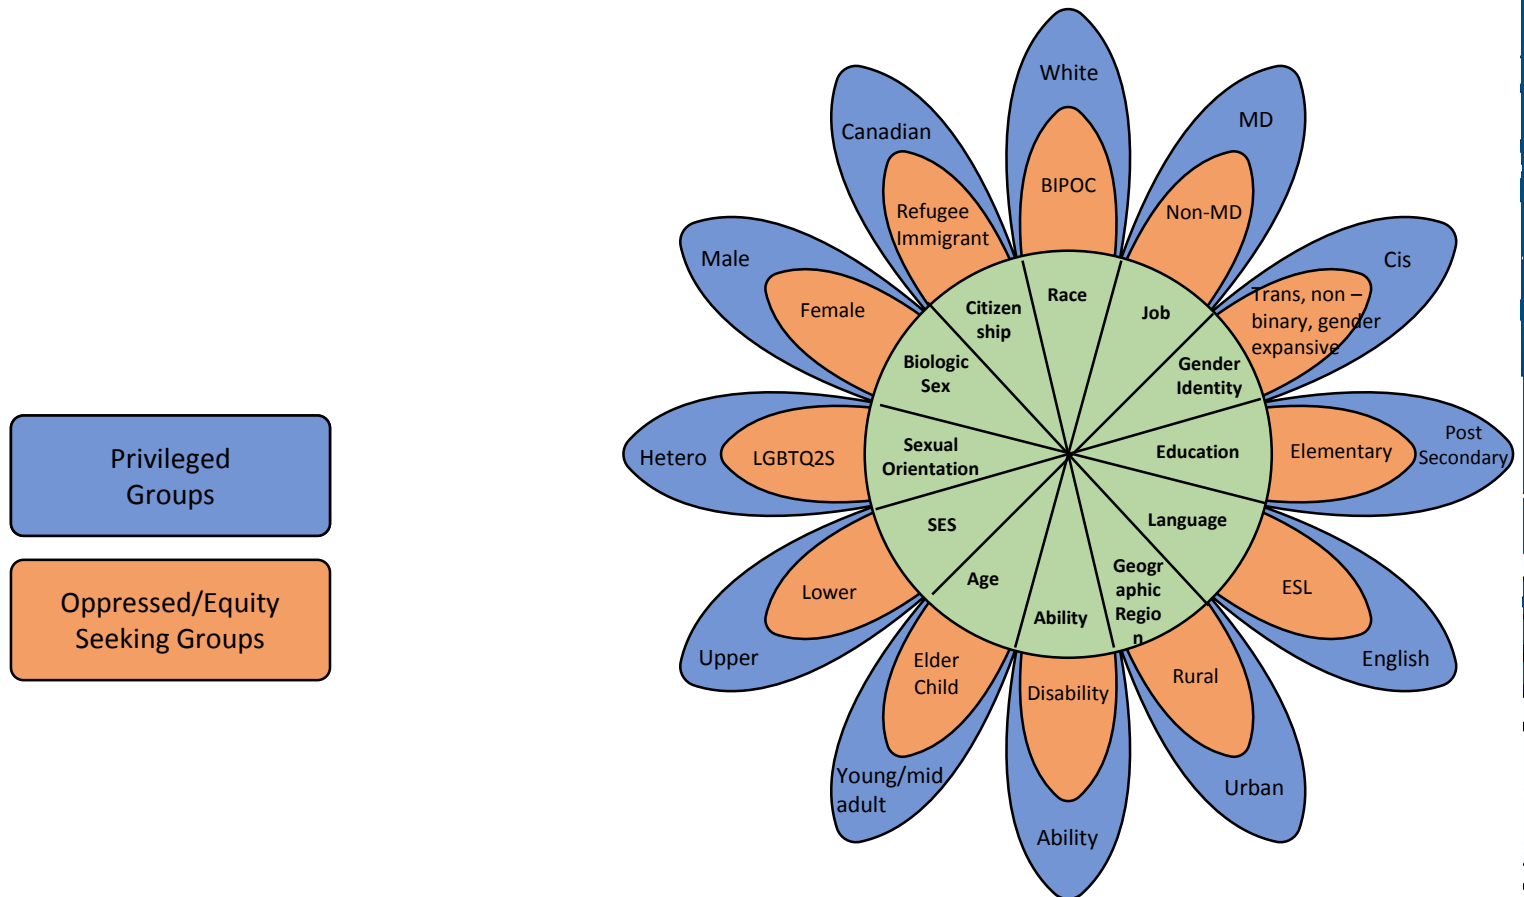 Privileged
Groups
Oppressed/Equity
Seeking Groups
White
MD
Cis
Post
Secondary
English
Urban
Ability
Young/mid
adult
Upper
Hetero
Male
Canadian
BIPOC
Non-MD
Trans, non –
binary, gender
expansive
Elementary
ESL
Rural
Disability
Elder
Child
Lower
LGBTQ2S
Female
Refugee
Immigrant
Race
Job
Gender
Identity
Education
Language
Geogr
aphic
Regio
n
Ability
Age
SES
Sexual
Orientation
Biologic
Sex
Citizen
ship